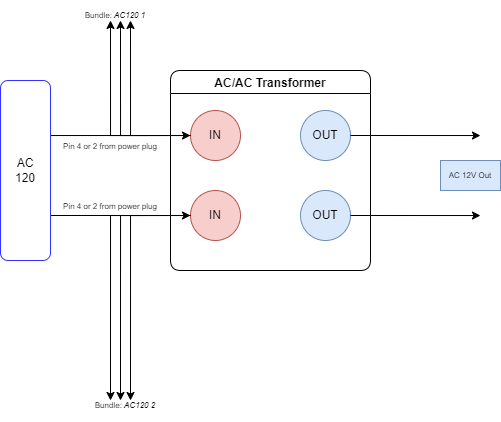 Bundle: AC120 1
AC/AC Transformer
IN
OUT
Pin 4 or 2 from power plug
AC
120
AC 12V Out
Pin 4 or 2 from power plug
IN
OUT
Bundle: AC120 2